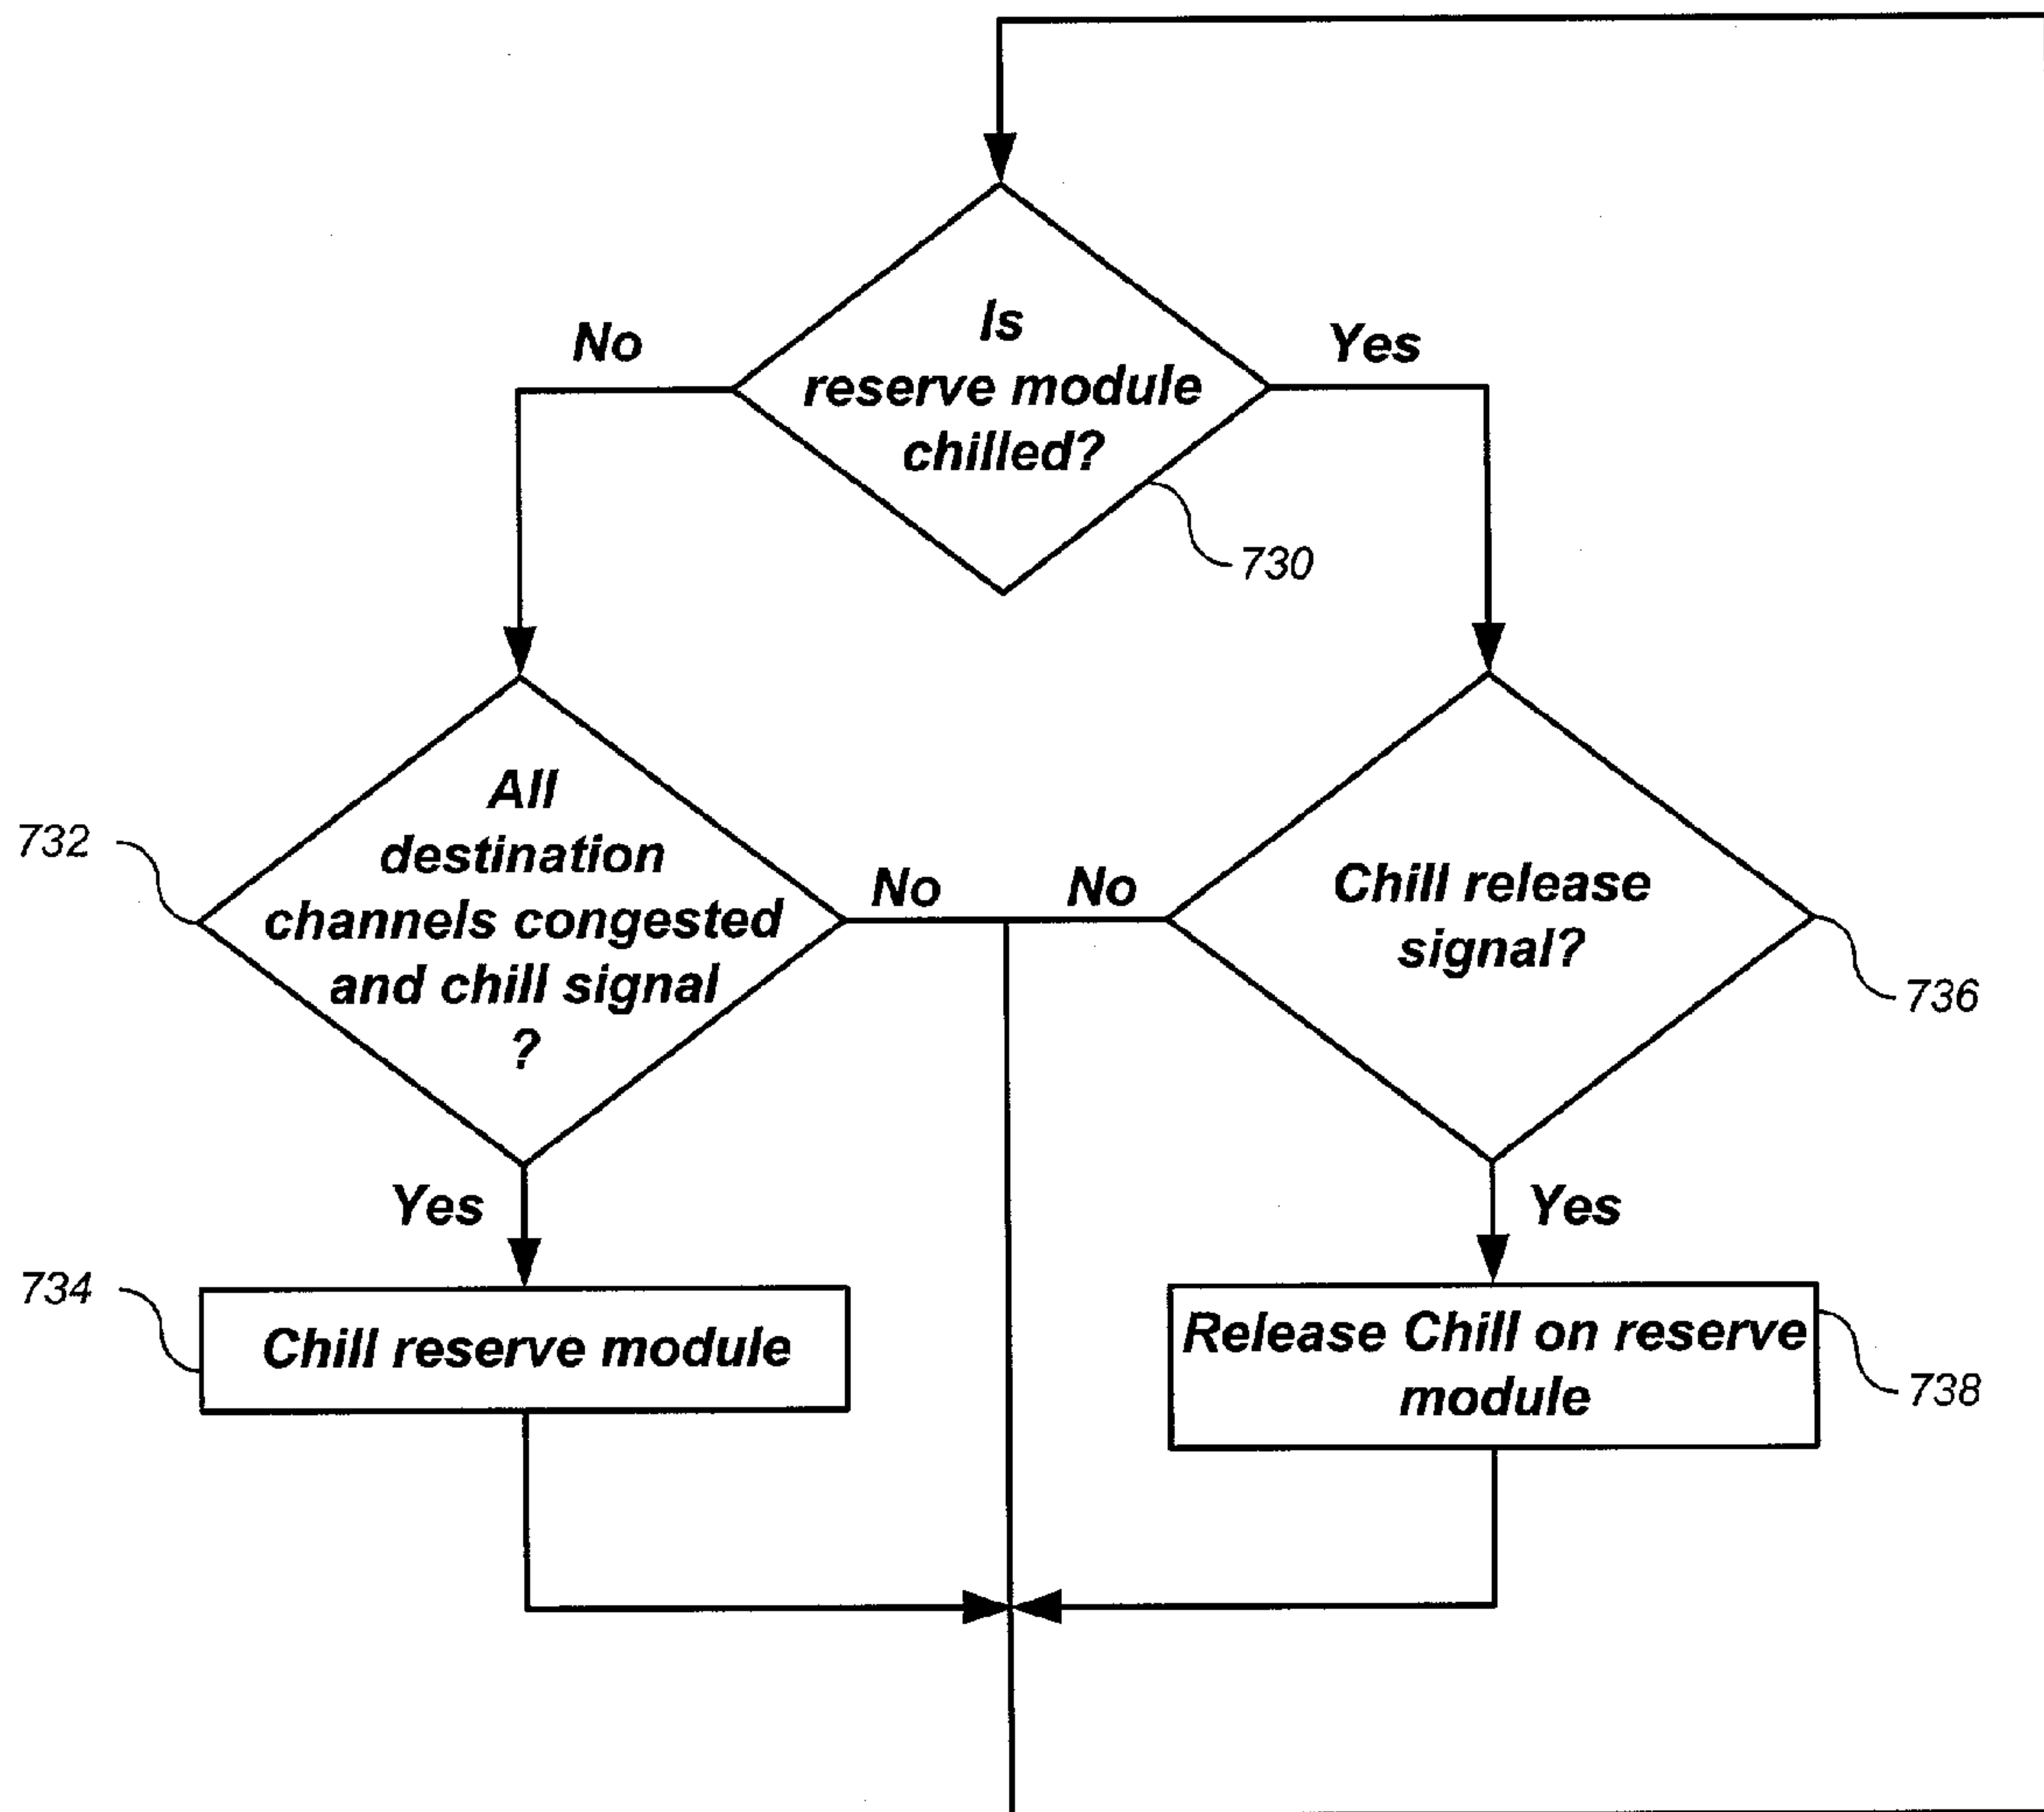 No
Is
reserve module
chilled?
Yes
730
732
All
destination
channels congested
and chill signal
?
No
No
Chill release
signal?
736
Yes
Yes
734
Chill reserve module
Release Chill on reserve
module
738